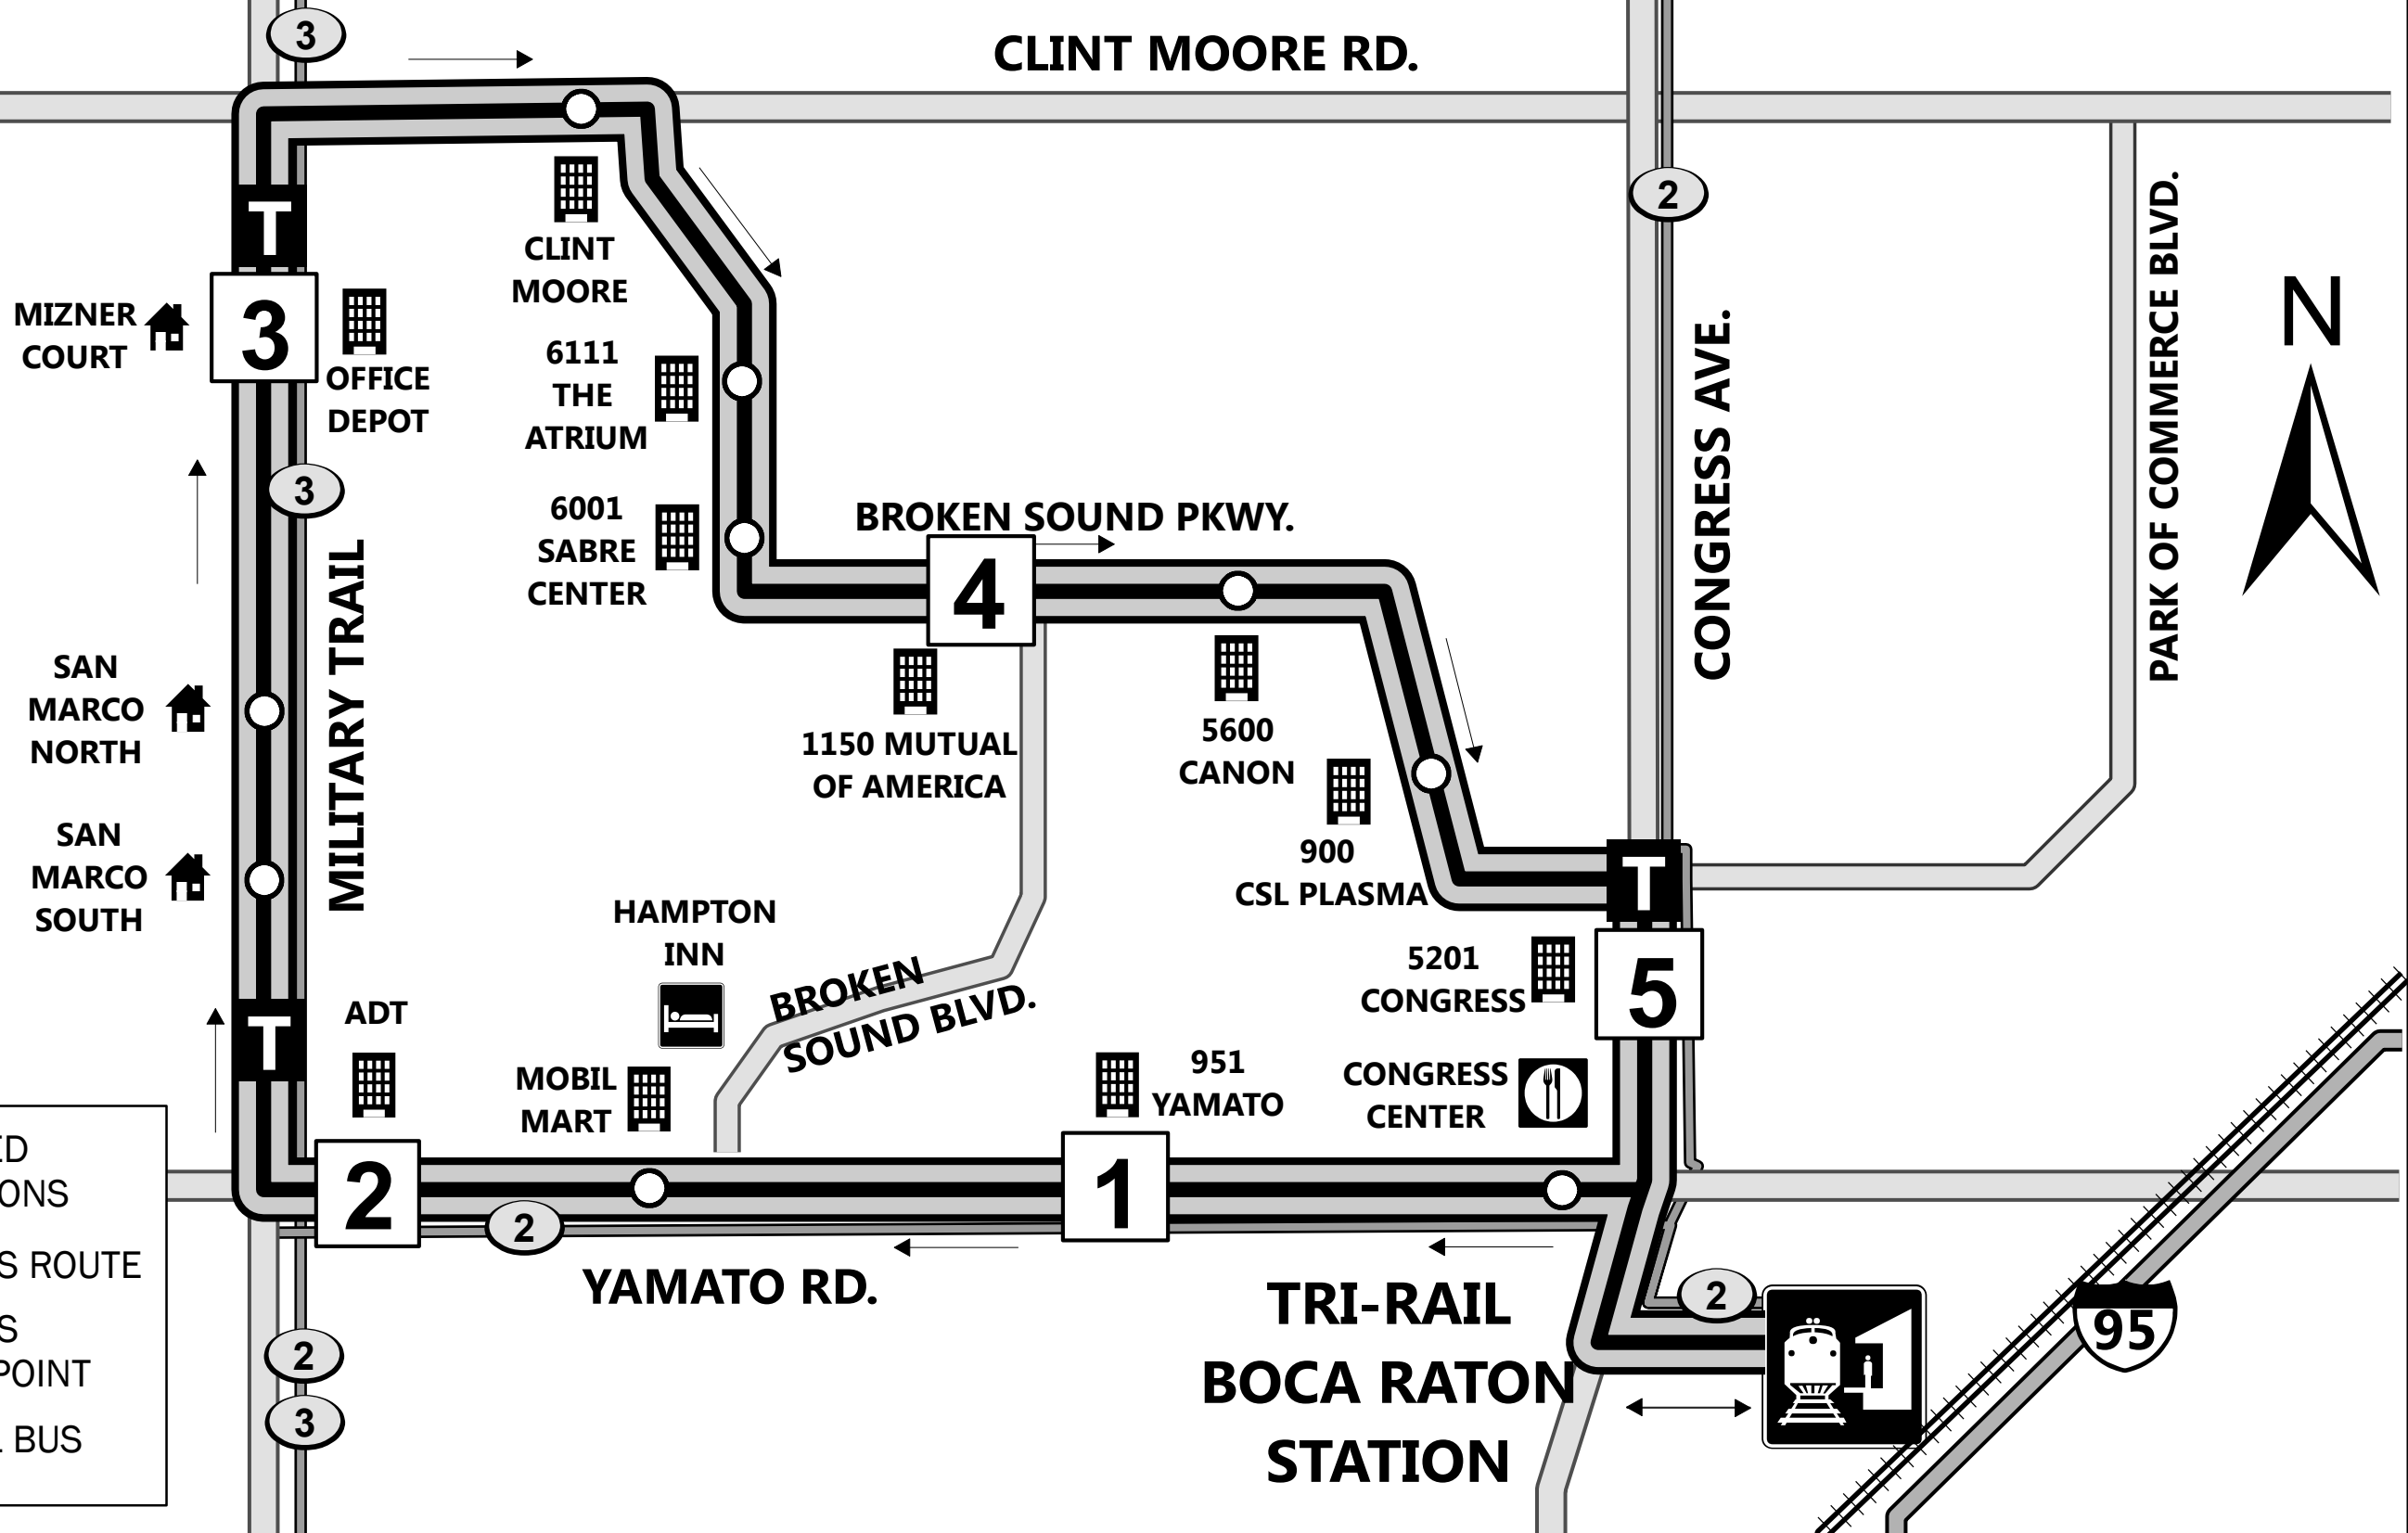 3
CLINT MOORE RD.
2
T
CLINT
MOORE
MIZNER
COURT
3
OFFICE
DEPOT
6111
THE
ATRIUM
CONGRESS AVE.
PARK OF COMMERCE BLVD.
N
3
6001
SABRE
CENTER
BROKEN SOUND PKWY.
4
MILITARY TRAIL
SAN
MARCO
NORTH
1150 MUTUAL
OF AMERICA
5600
CANON
SAN
MARCO
SOUTH
900
CSL PLASMA
T
HAMPTON
INN
BROKEN
SOUND BLVD.
5201
CONGRESS
5
T
ADT
MOBIL
MART
951
YAMATO
CONGRESS
CENTER
ED
ONS
2
1
2
S ROUTE
YAMATO RD.
TRI-RAIL
BOCA RATON
STATION
2
95
S
POINT
2
3
L BUS